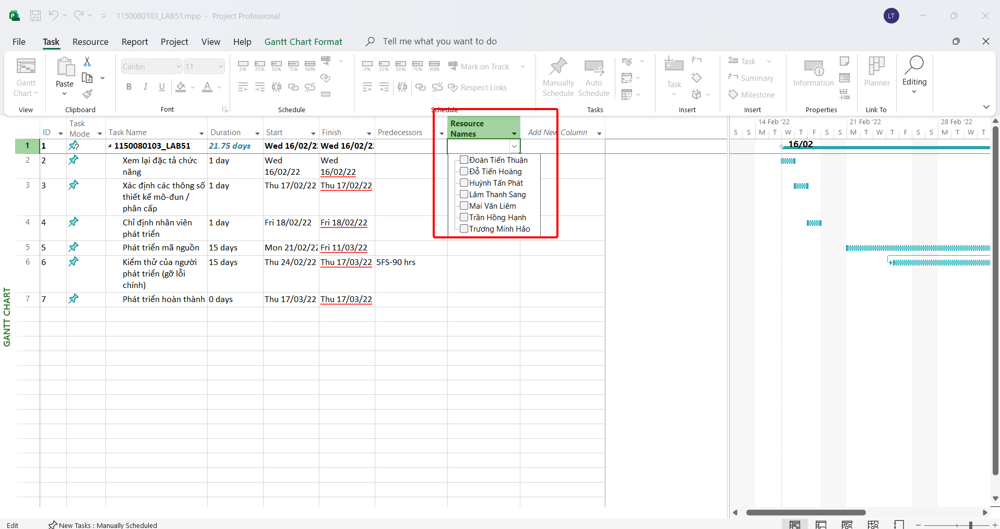 1150080103_LAB51.mpp - Project Professional
LT
File Task Resource Report Project View Help Gantt Chart Format Tell me what you want to do
Gantt Chart
View
Paste
Clipboard
Calibri 11
B I U A
Font
0% 25% 50% 75% 100%
Schedule
0% 25% 50% 75% 100% Mark on Track
Respect Links
Schedule
Manually Schedule
Auto Schedule
Tasks
Task
Insert
Task
Summary
Milestone
Insert
Information
Properties
Planner
Link To
Editing
ID Task Mode Task Name Duration Start Finish Predecessors Resource Names Add New Column
1 1 1150080103_LAB51 21.75 days Wed 16/02/22 Wed 16/02/22
2 2 Xem lại đặc tả chức năng 1 day Wed 16/02/22 Wed 16/02/22
3 3 Xác định các thông số thiết kế mô-đun / phân cấp 1 day Thu 17/02/22 Thu 17/02/22
4 4 Chỉ định nhân viên phát triển 1 day Fri 18/02/22 Fri 18/02/22
5 5 Phát triển mã nguồn 15 days Mon 21/02/22 Fri 11/03/22
6 6 Kiểm thử của người phát triển (gỡ lỗi chính) 15 days Thu 24/02/22 Thu 17/03/22 5FS-90 hrs
7 7 Phát triển hoàn thành 0 days Thu 17/03/22 Thu 17/03/22
Đoàn Tiến Thuận
Đỗ Tiến Hoàng
Huỳnh Tấn Phát
Lâm Thanh Sang
Mai Văn Liêm
Trần Hồng Hạnh
Trương Minh Hảo
14 Feb '22 21 Feb '22 28 Feb '22
S S M T W T F S S M T W T F S S M T W T
16/02
GANTT CHART
Edit New Tasks : Manually Scheduled